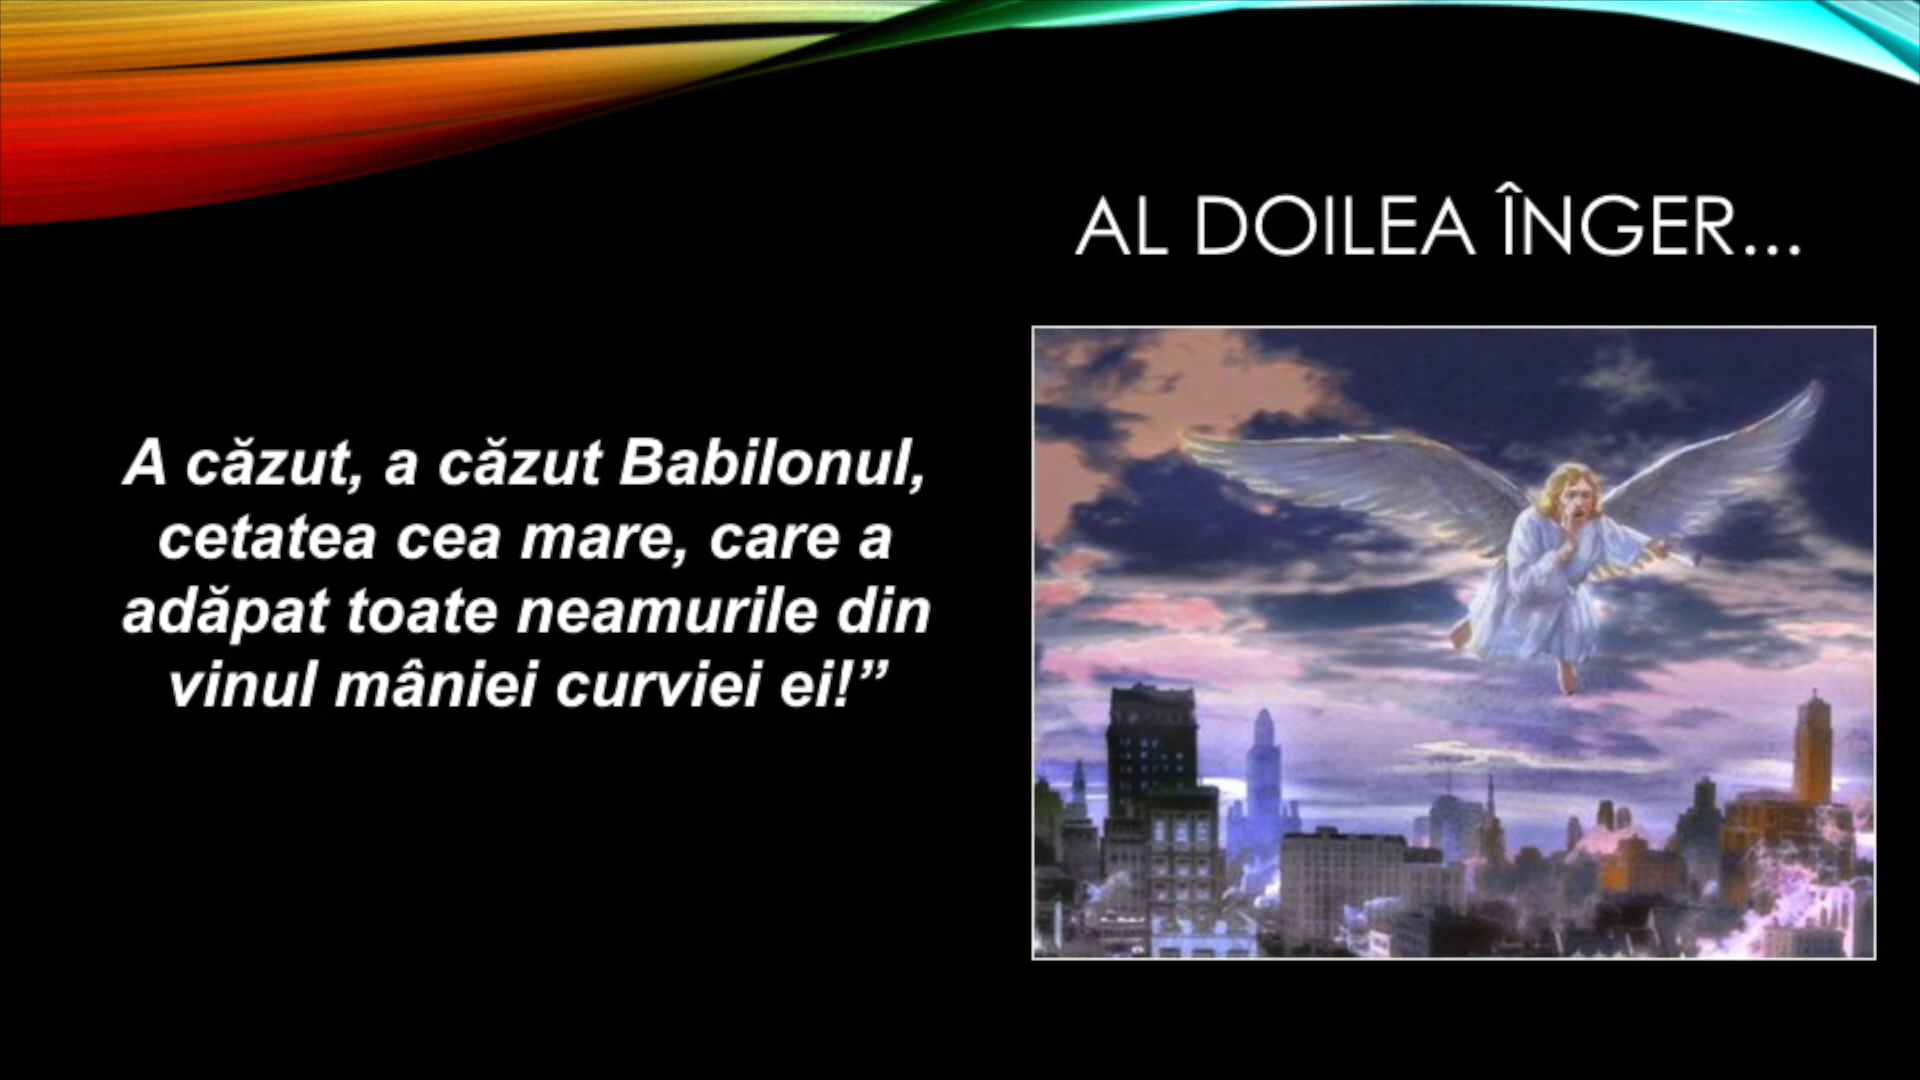 AL DOILEA ÎNGER...
A căzut, a căzut Babilonul,
cetatea cea mare, care a
adăpat toate neamurile din
vinul mâniei curviei ei!”